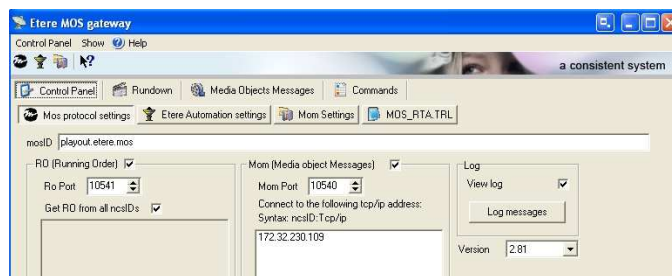 Etere MOS gateway
Control Panel Show Help
a consistent system
Control Panel Rundown Media Objects Messages Commands
Mos protocol settings Etere Automation settings Mom Settings MOS_RTA.TRL
mosID playout.etere.mos
RO (Running Order) Mom (Media object Messages) Log
Ro Port 10541 Mom Port 10540 View log
Get RO from all ncsIDs Connect to the following tcp/ip address: Log messages
Syntax: ncsID:Tcp/ip
172.32.230.109 Version 2.81